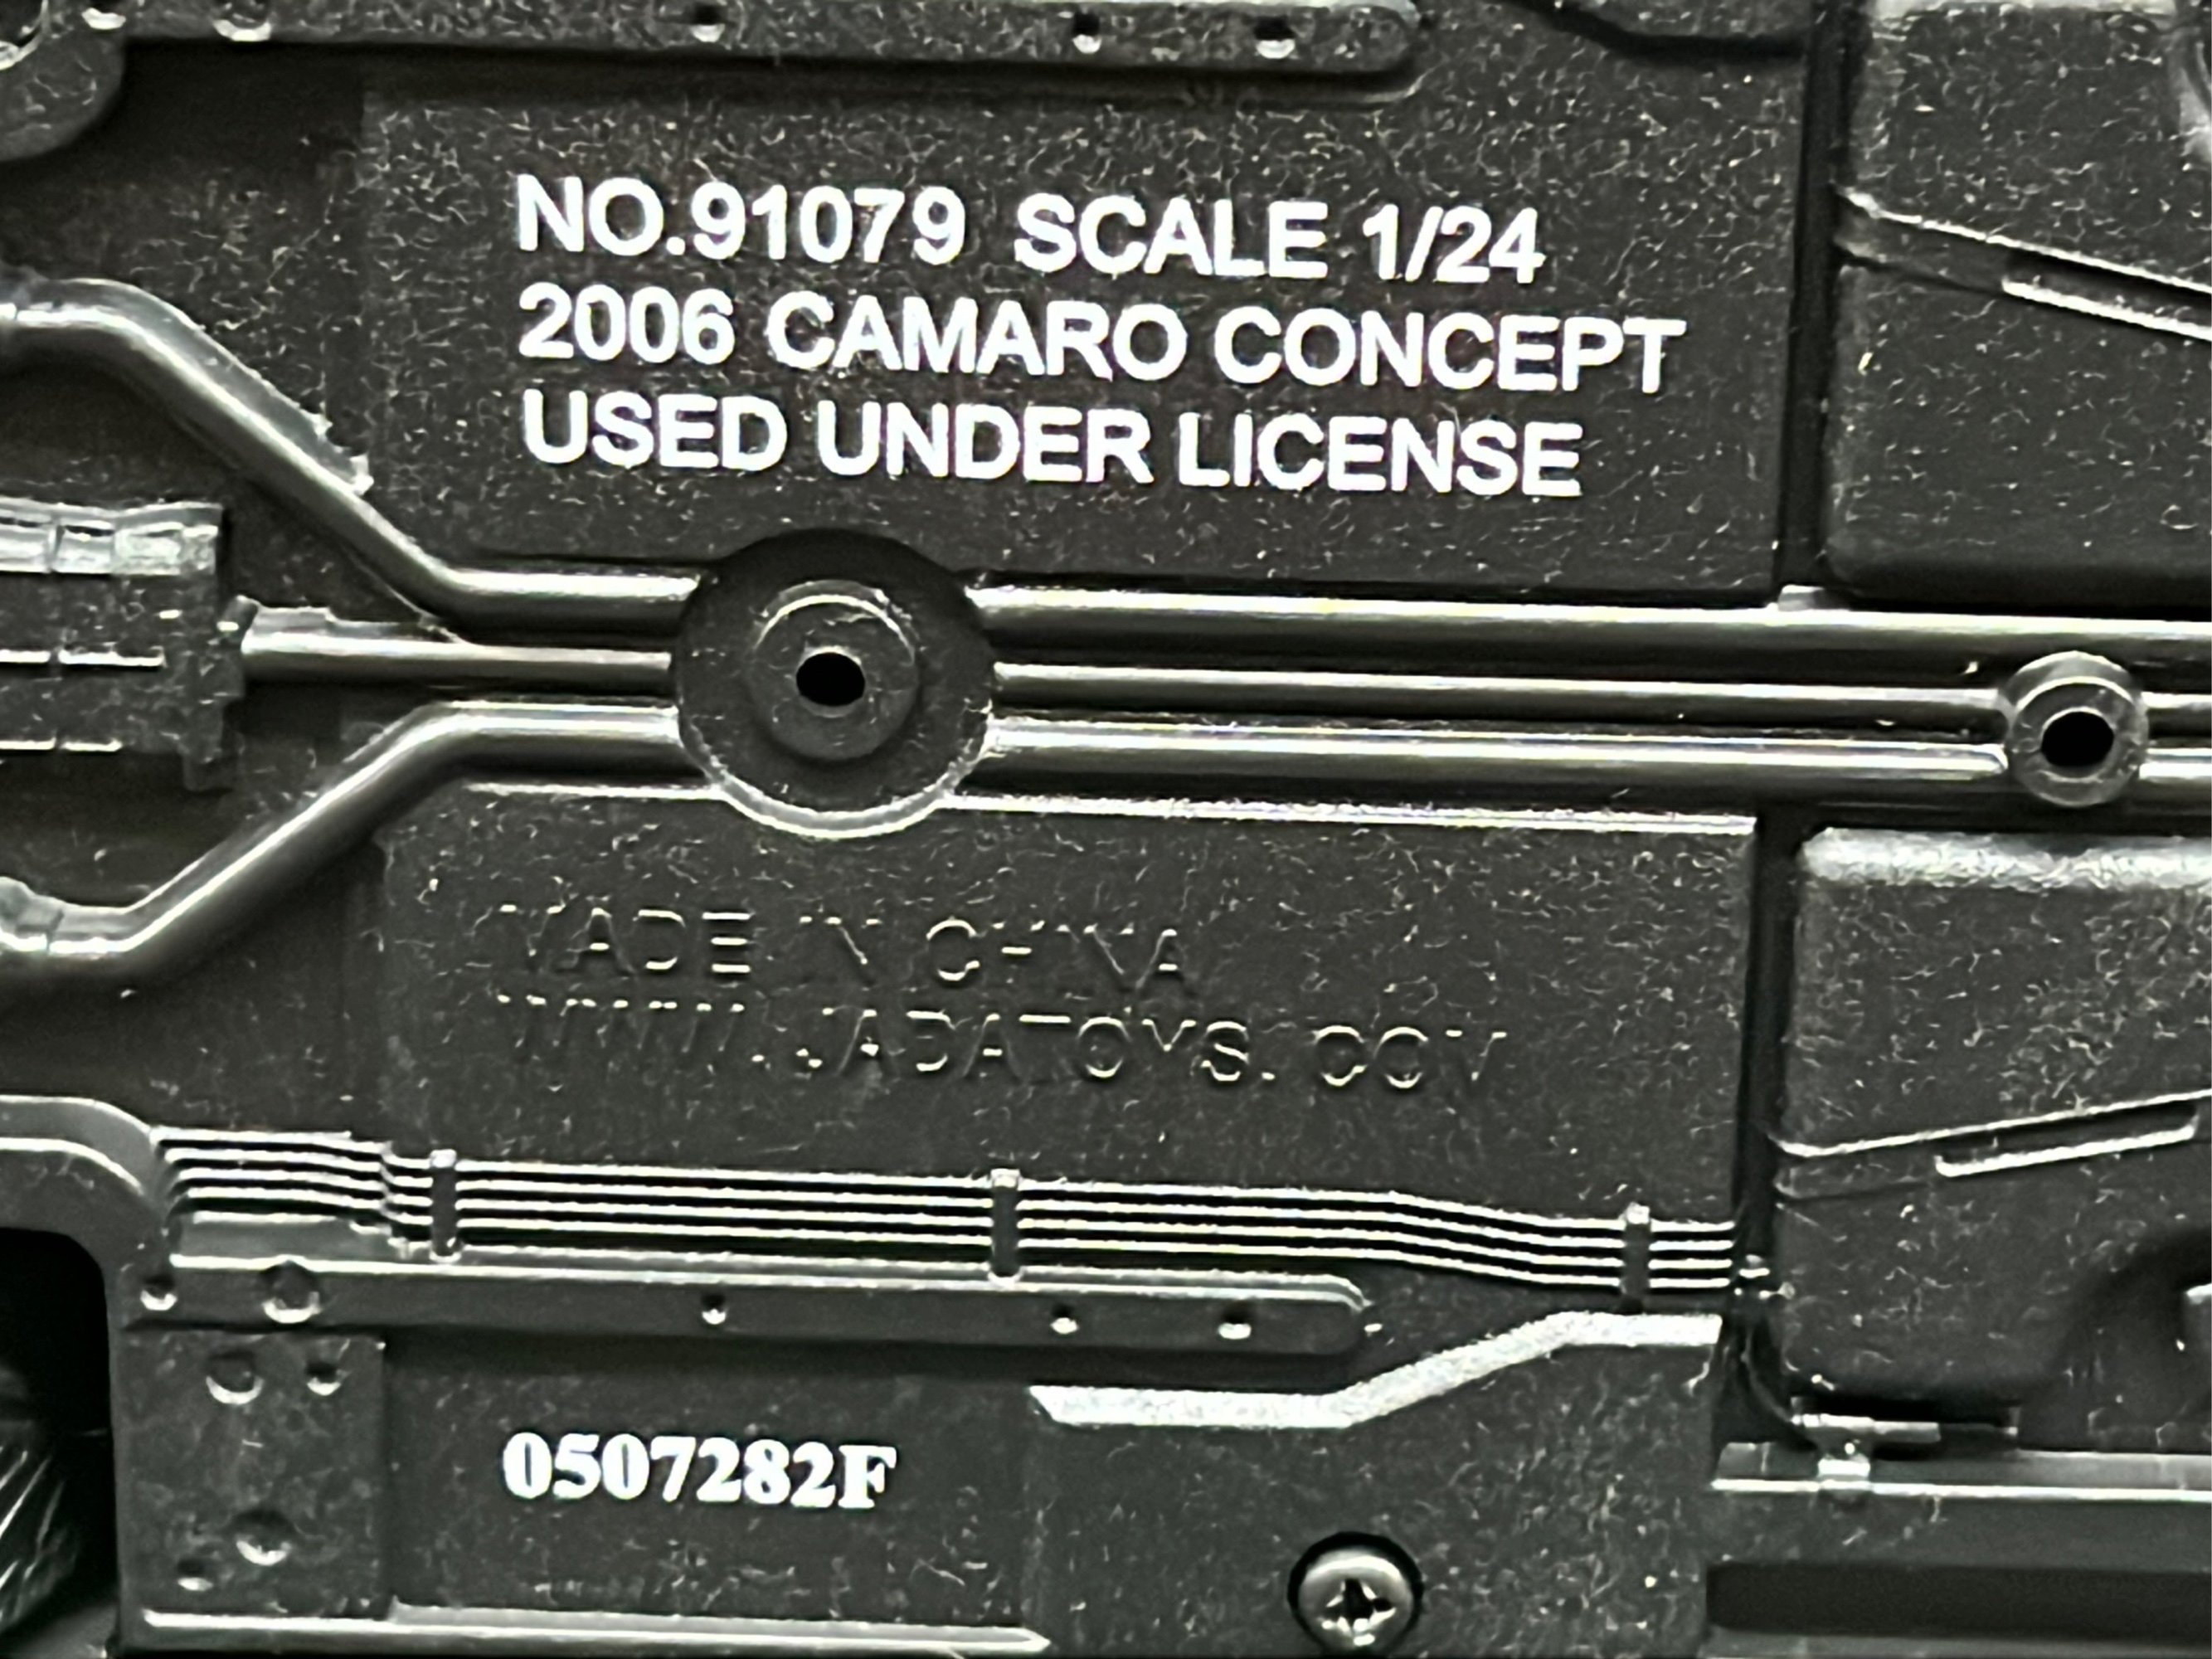 NO.91079 SCALE 1/24
2006 CAMARO CONCEPT
USED UNDER LICENSE
MADE IN CHINA
WWW.JADATOYS.COM
0507282F